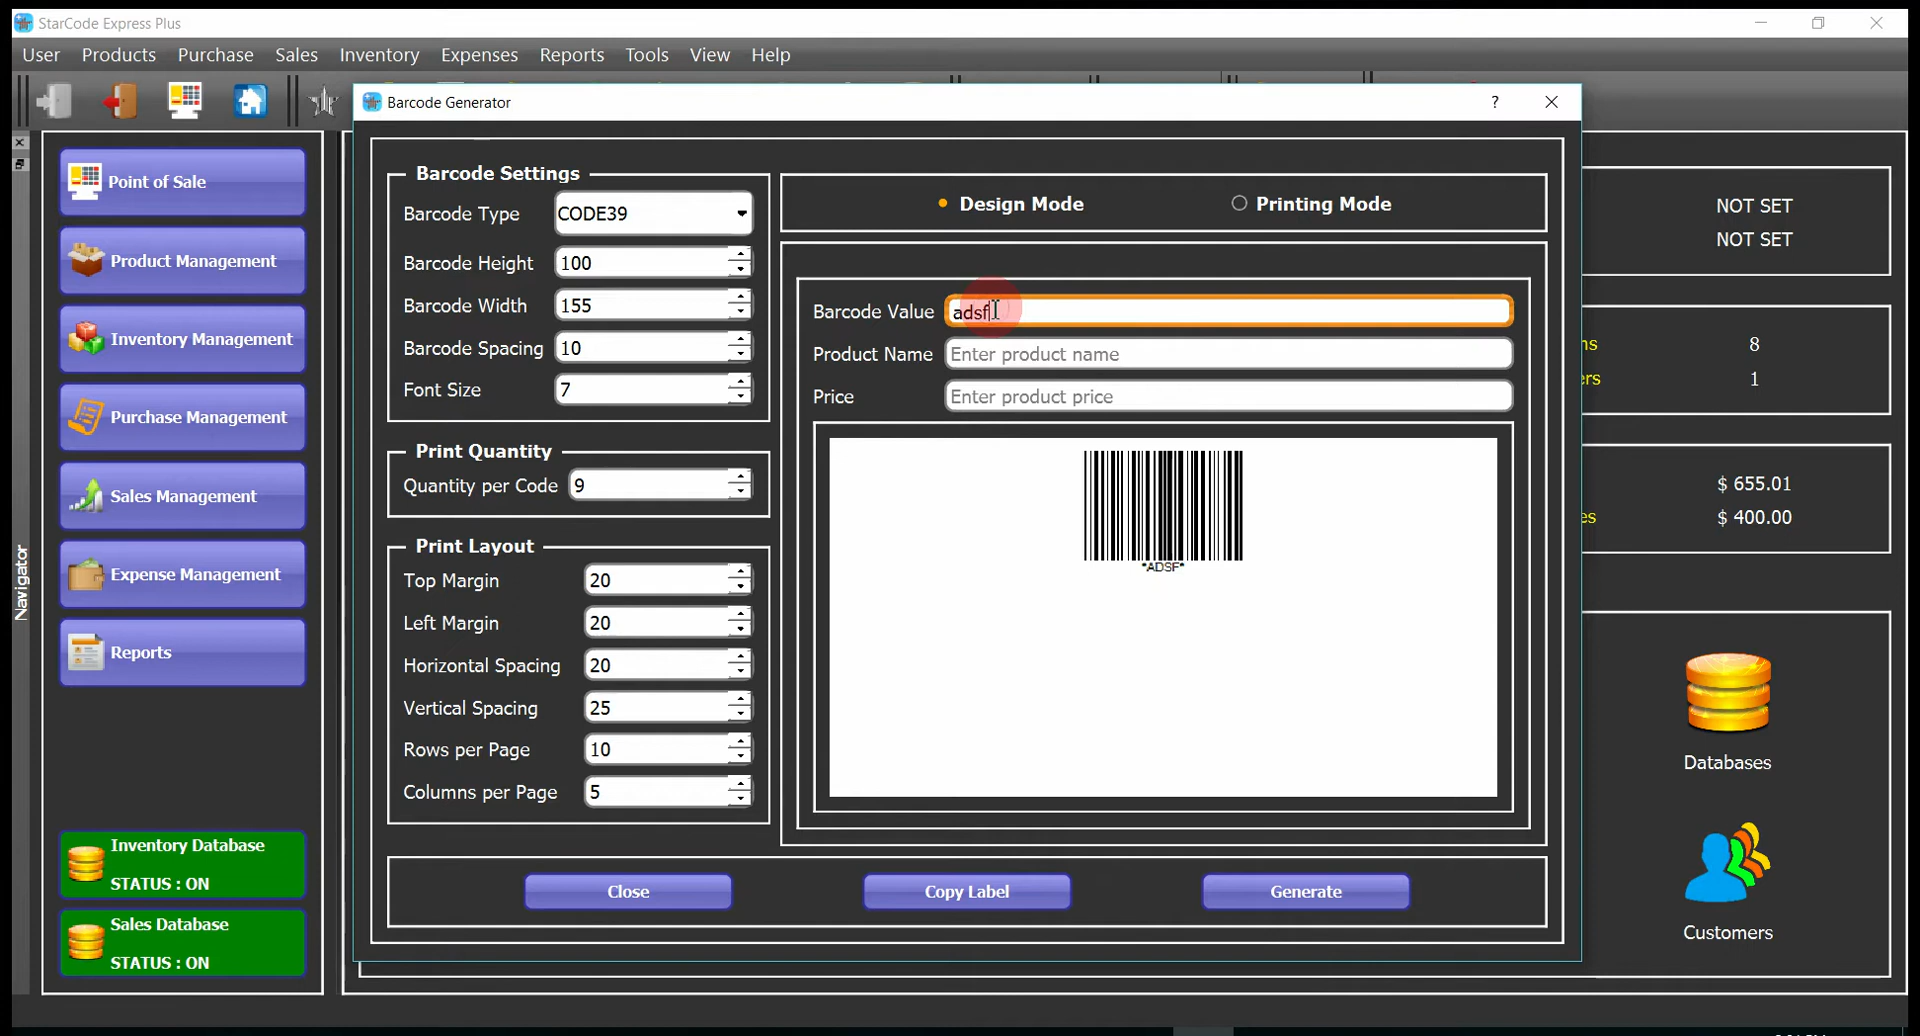 StarCode Express Plus
User Products Purchase Sales Inventory Expenses Reports Tools View Help
Barcode Generator ?
Navigator
Point of Sale
Product Management
Inventory Management
Purchase Management
Sales Management
Expense Management
Reports
Inventory Database
STATUS : ON
Sales Database
STATUS : ON
Barcode Settings
Barcode Type CODE39
Barcode Height 100
Barcode Width 155
Barcode Spacing 10
Font Size 7
Print Quantity
Quantity per Code 9
Print Layout
Top Margin 20
Left Margin 20
Horizontal Spacing 20
Vertical Spacing 25
Rows per Page 10
Columns per Page 5
Design Mode Printing Mode
Barcode Value adsf
Product Name Enter product name
Price Enter product price
*ADSF*
Close Copy Label Generate
NOT SET
NOT SET
ns 8
ers 1
$ 655.01
es $ 400.00
Databases
Customers